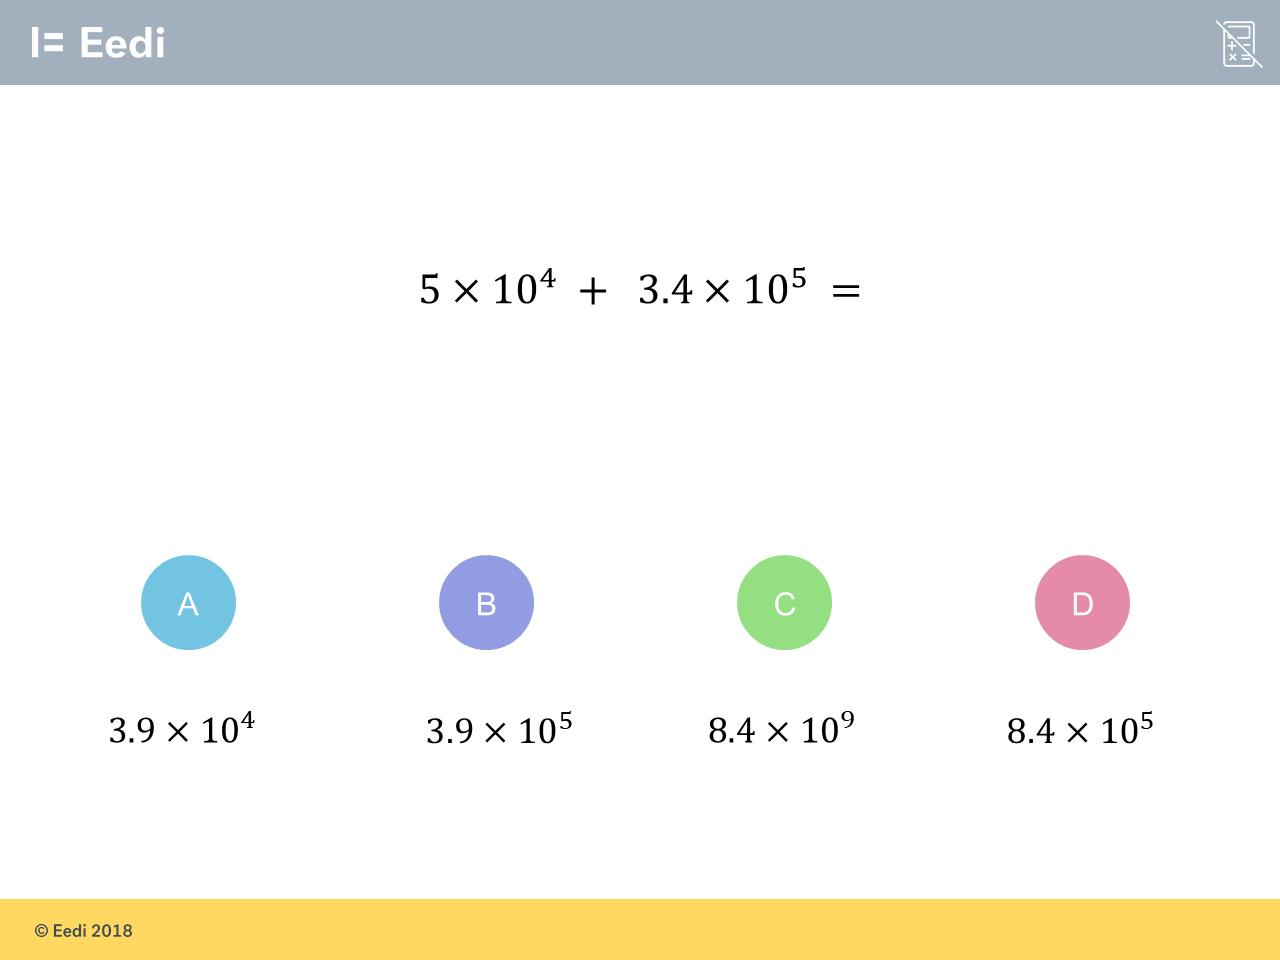 Eedi
5 × 10⁴ + 3.4 × 10⁵ =
A B C D
3.9 × 10⁴ 3.9 × 10⁵ 8.4 × 10⁹ 8.4 × 10⁵
© Eedi 2018